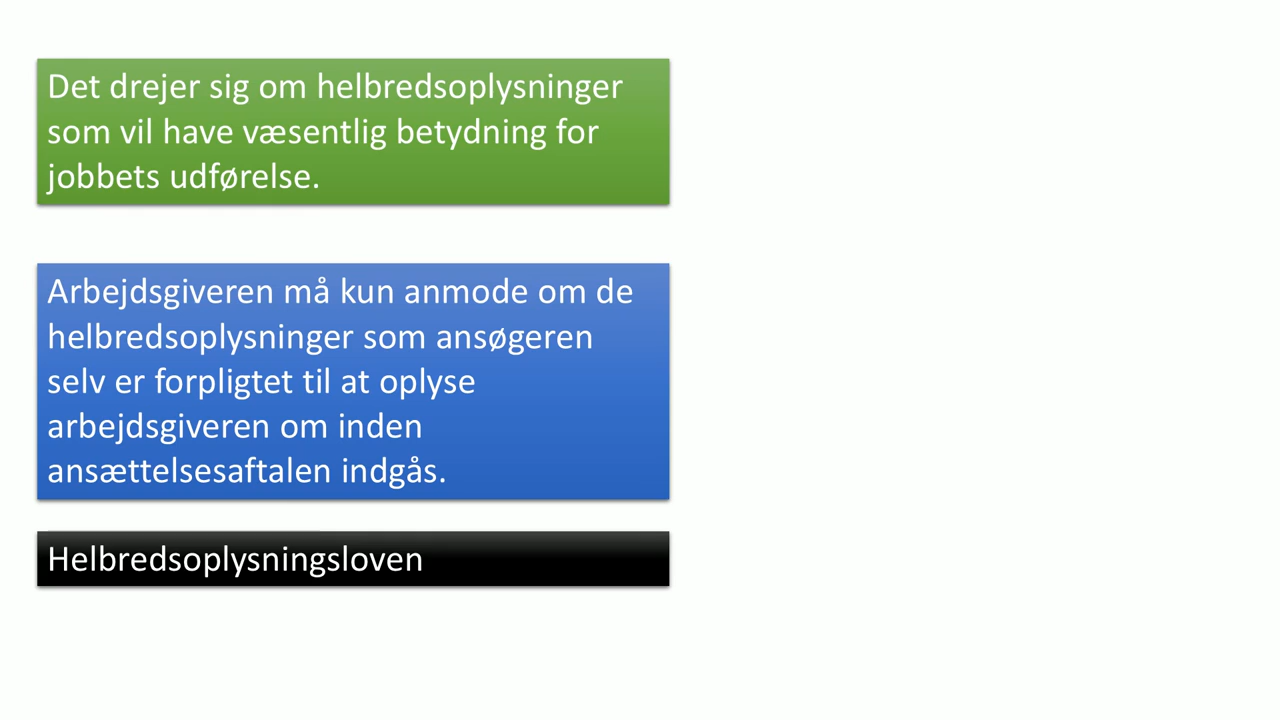 Det drejer sig om helbredsoplysninger
som vil have væsentlig betydning for
jobbets udførelse.
Arbejdsgiveren må kun anmode om de
helbredsoplysninger som ansøgeren
selv er forpligtet til at oplyse
arbejdsgiveren om inden
ansættelsesaftalen indgås.
Helbredsoplysningsloven